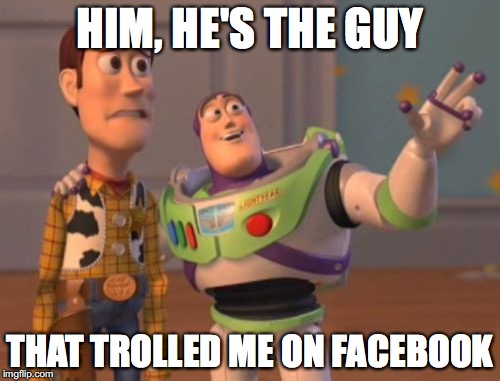 HIM, HE'S THE GUY
LIGHTYEAR
THAT TROLLED ME ON FACEBOOK
imgflip.com